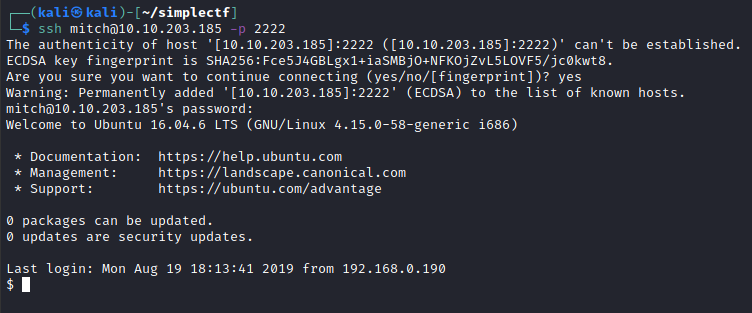 ┌──(kali㉿kali)-[~/simplectf]
└─$ ssh mitch@10.10.203.185 -p 2222
The authenticity of host '[10.10.203.185]:2222 ([10.10.203.185]:2222)' can't be established.
ECDSA key fingerprint is SHA256:Fce5J4GBLgx1+iaSMBjO+NFKOjZvL5LOVF5/jc0kwt8.
Are you sure you want to continue connecting (yes/no/[fingerprint])? yes
Warning: Permanently added '[10.10.203.185]:2222' (ECDSA) to the list of known hosts.
mitch@10.10.203.185's password:
Welcome to Ubuntu 16.04.6 LTS (GNU/Linux 4.15.0-58-generic i686)
* Documentation:  https://help.ubuntu.com
* Management:     https://landscape.canonical.com
* Support:        https://ubuntu.com/advantage
0 packages can be updated.
0 updates are security updates.
Last login: Mon Aug 19 18:13:41 2019 from 192.168.0.190
$